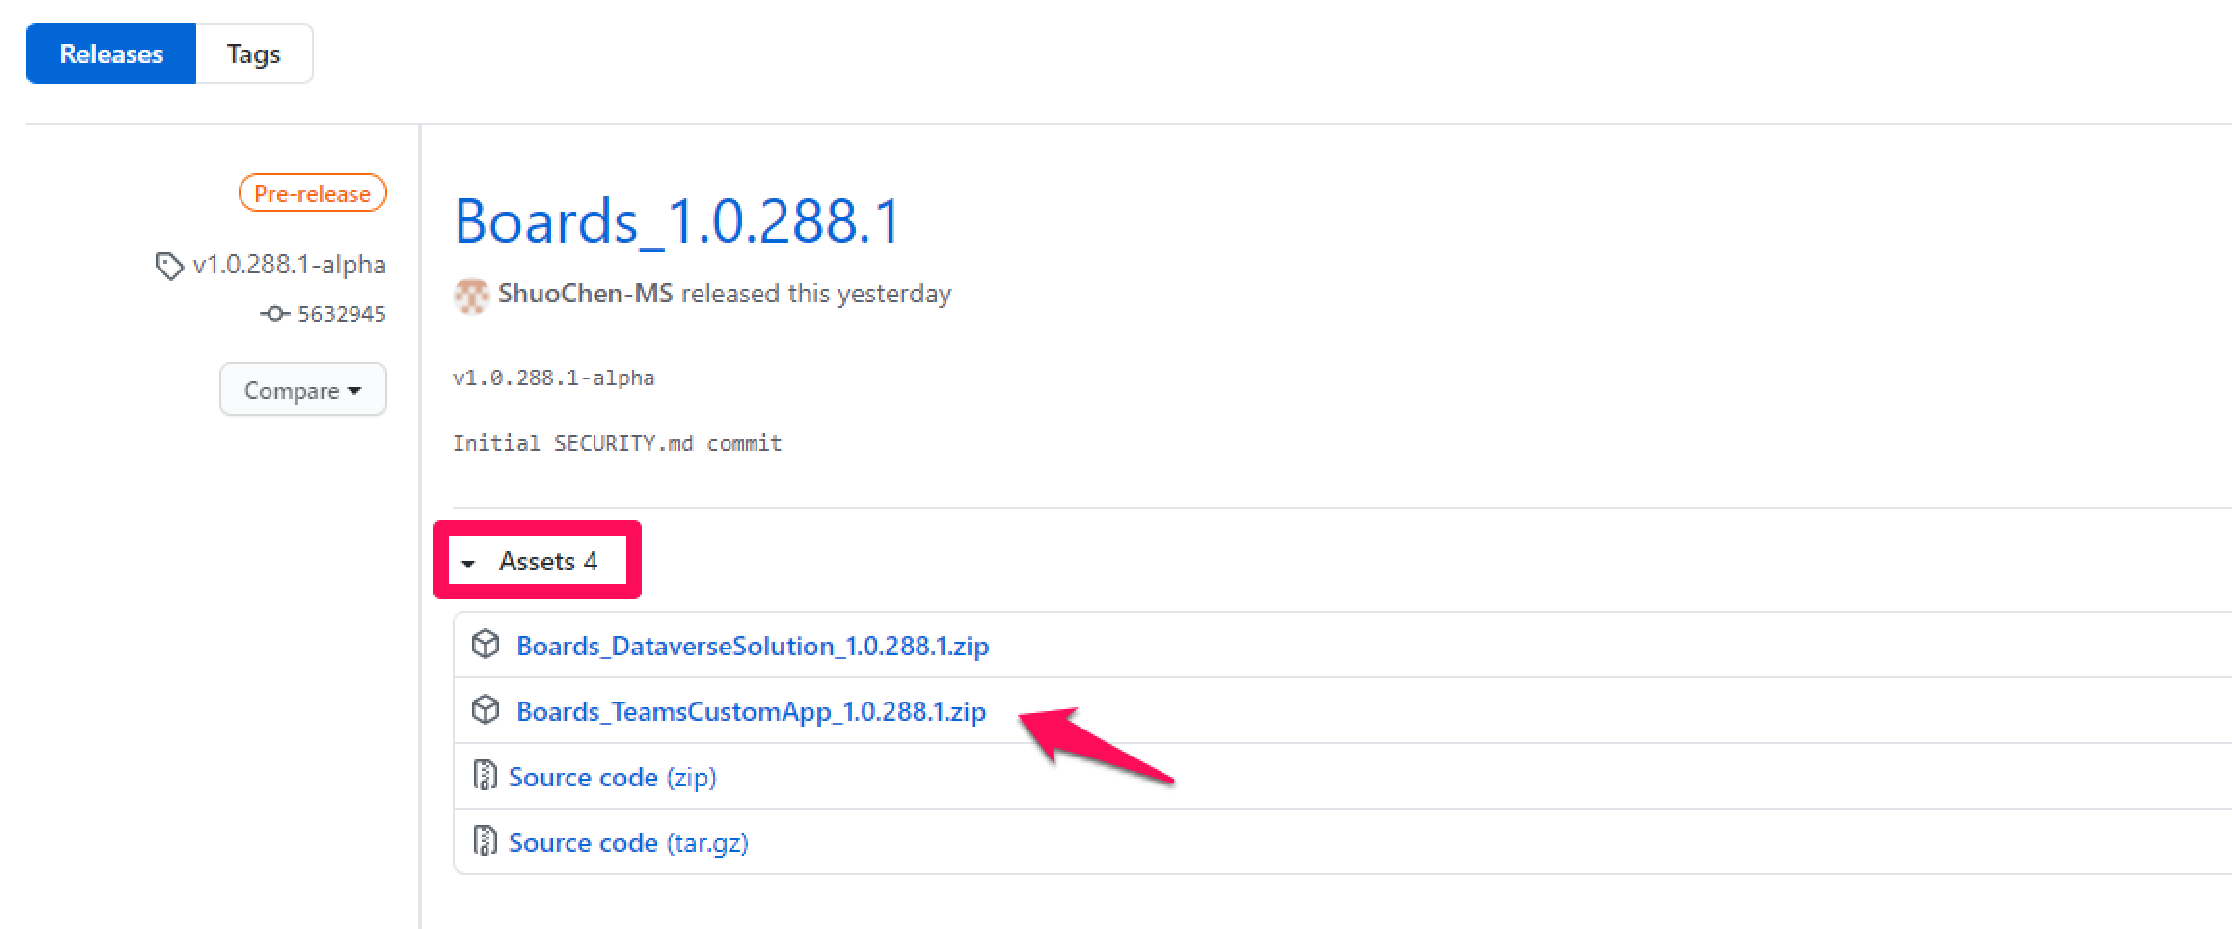 Releases Tags
Pre-release
v1.0.288.1-alpha
5632945
Compare
Boards_1.0.288.1
ShuoChen-MS released this yesterday
v1.0.288.1-alpha
Initial SECURITY.md commit
Assets 4
Boards_DataverseSolution_1.0.288.1.zip
Boards_TeamsCustomApp_1.0.288.1.zip
Source code (zip)
Source code (tar.gz)